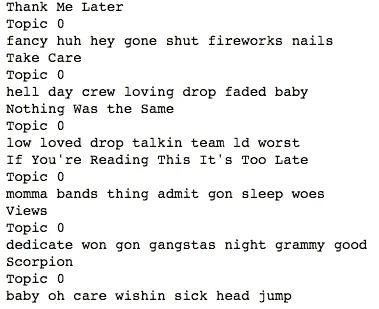 Thank Me Later
Topic 0
fancy huh hey gone shut fireworks nails
Take Care
Topic 0
hell day crew loving drop faded baby
Nothing Was the Same
Topic 0
low loved drop talkin team ld worst
If You're Reading This It's Too Late
Topic 0
momma bands thing admit gon sleep woes
Views
Topic 0
dedicate won gon gangstas night grammy good
Scorpion
Topic 0
baby oh care wishin sick head jump